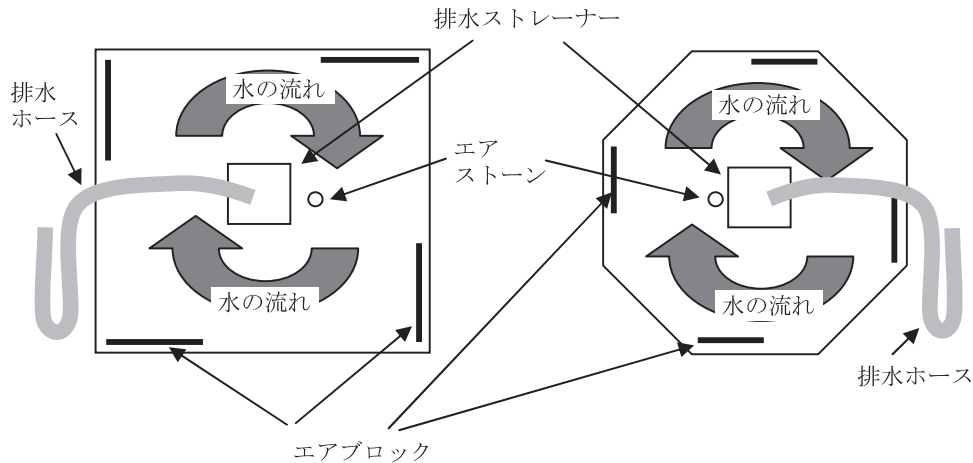 排水ストレーナー
排水
ホース
水の流れ
水の流れ
エア
ストーン
水の流れ
水の流れ
排水ホース
エアブロック